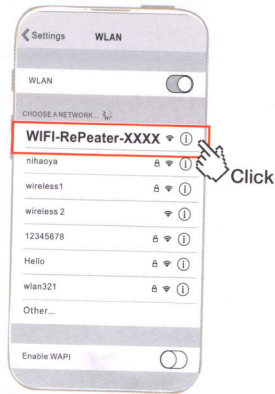 Settings WLAN
WLAN
CHOOSE A NETWORK...
WIFI-RePeater-XXXX
Click
nihaoya
wireless1
wireless 2
12345678
Hello
wlan321
Other...
Enable WAPI